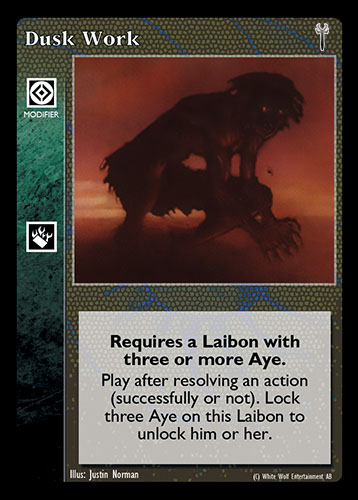 Dusk Work
MODIFIER
Requires a Laibon with
three or more Aye.
Play after resolving an action
(successfully or not). Lock
three Aye on this Laibon to
unlock him or her.
Illus: Justin Norman
(C) White Wolf Entertainment AB